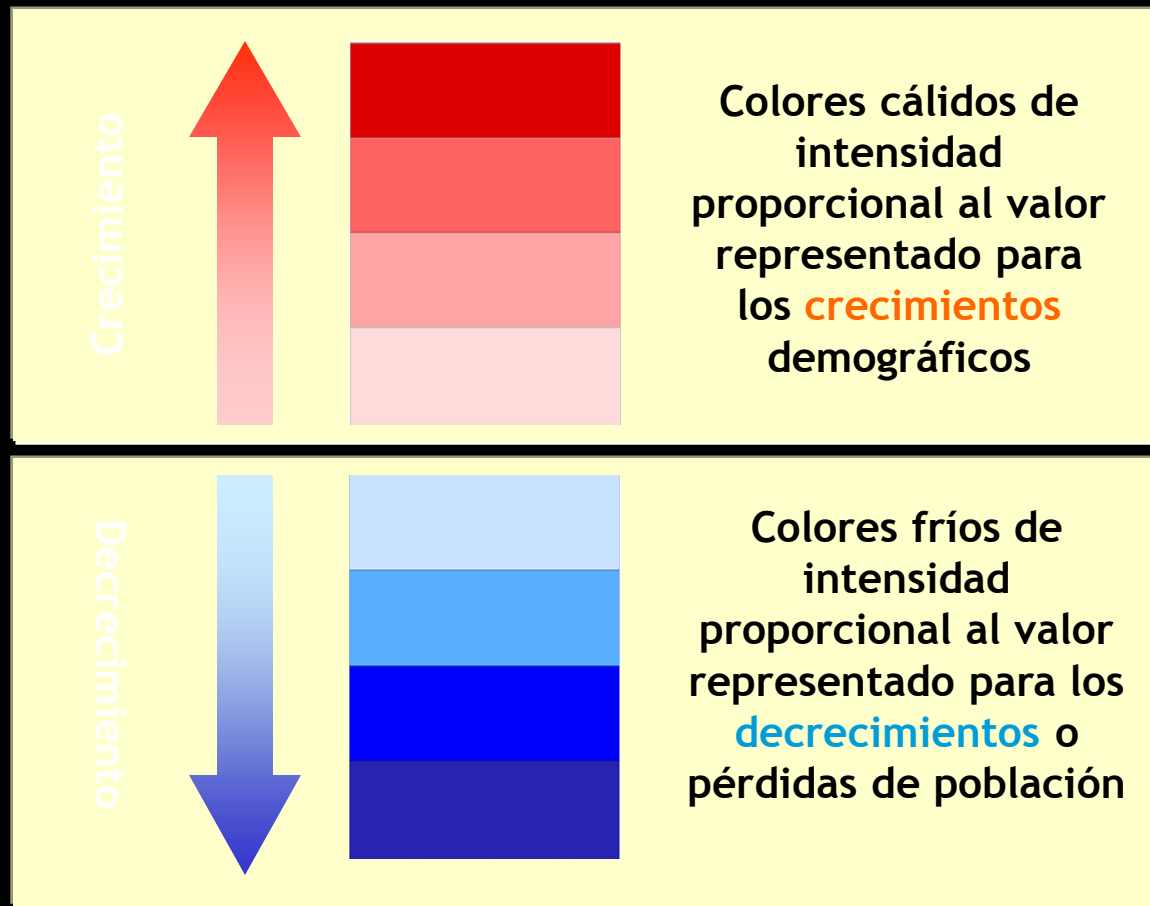 Crecimiento
Colores cálidos de
intensidad
proporcional al valor
representado para
los crecimientos
demográficos
Decrecimiento
Colores fríos de
intensidad
proporcional al valor
representado para los
decrecimientos o
pérdidas de población